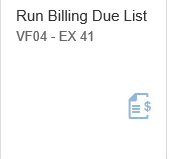 Run Billing Due List
VF04 - EX 41
$